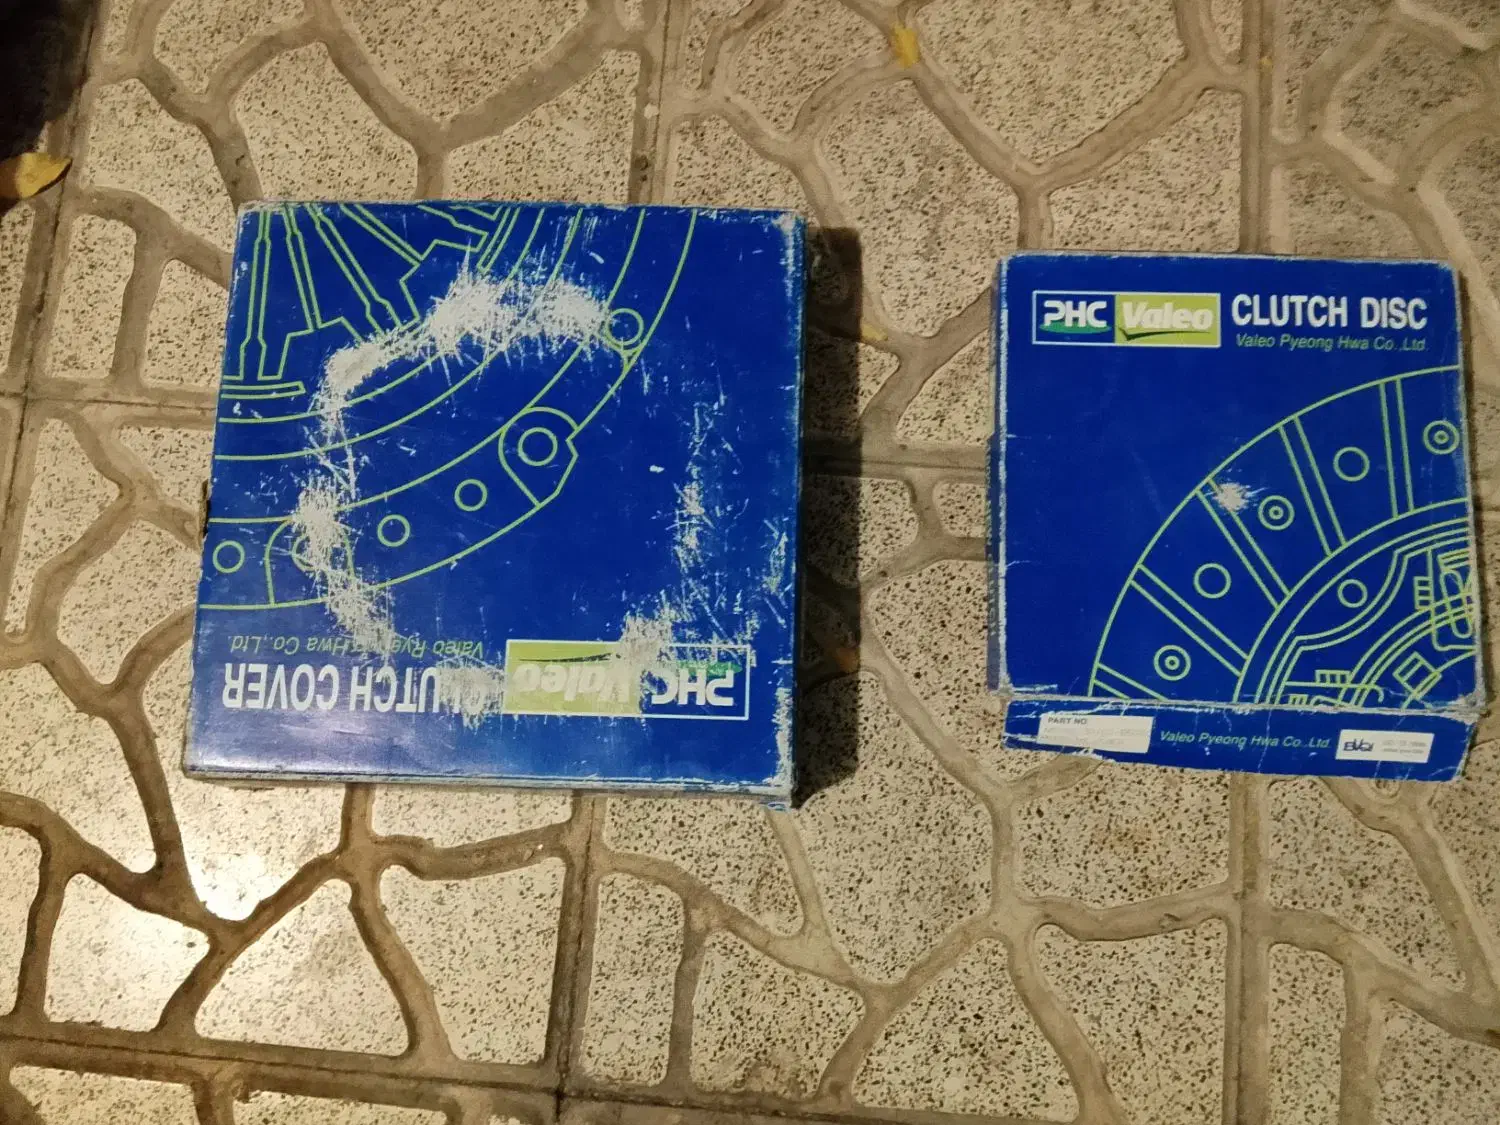 PHC Valeo CLUTCH COVER
Valeo Pyeong Hwa Co.,Ltd.
PHC Valeo CLUTCH DISC
Valeo Pyeong Hwa Co.,Ltd.
PART NO
Valeo Pyeong Hwa Co.,Ltd.